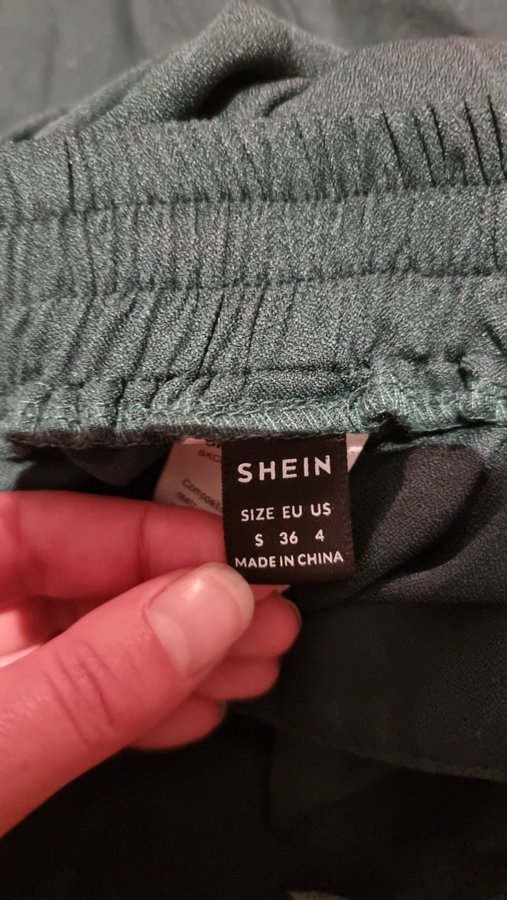 SHEIN
SIZE EU US
S 36 4
MADE IN CHINA